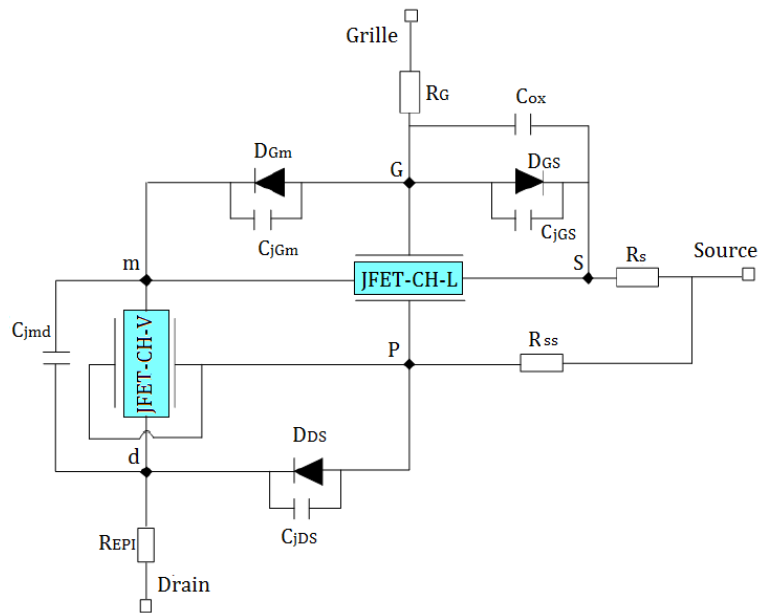 Grille
RG
Cox
DGm
G
DGS
CjGm
CjGS
m
JFET-CH-L
S
Rs
Source
Cjmd
JFET-CH-V
P
Rss
d
DDS
CjDS
REPI
Drain